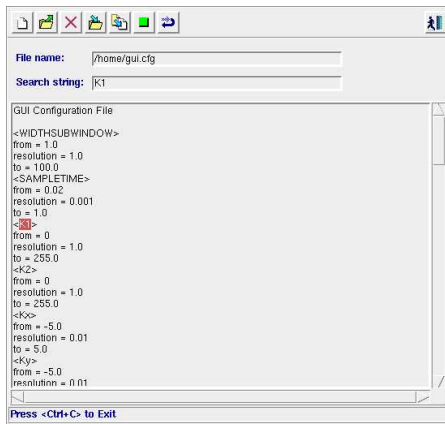 File name: /home/gui.cfg
Search string: K1
GUI Configuration File
<WIDTHSUBWINDOW>
from = 1.0
resolution = 1.0
to = 100.0
<SAMPLETIME>
from = 0.02
resolution = 0.001
to = 1.0
<K1>
from = 0
resolution = 1.0
to = 255.0
<K2>
from = 0
resolution = 1.0
to = 255.0
<Kx>
from = -5.0
resolution = 0.01
to = 5.0
<Ky>
from = -5.0
resolution = 0.01
Press <Ctrl+C> to Exit